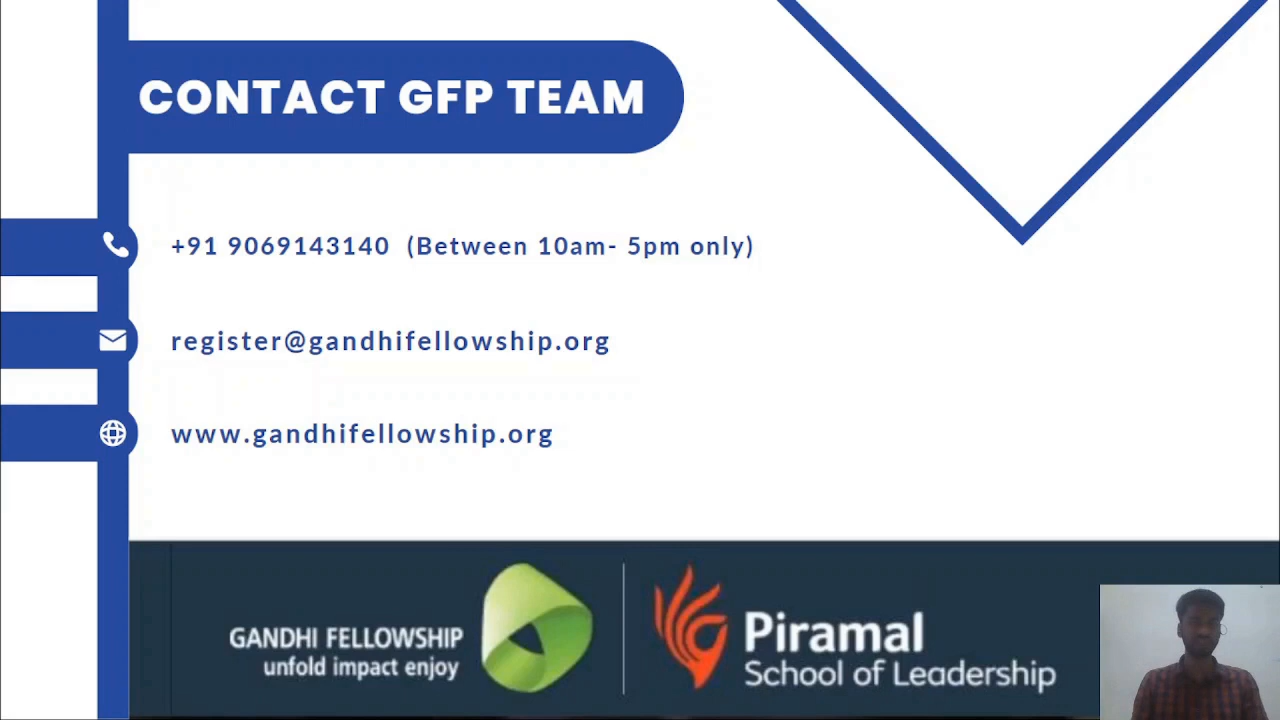 CONTACT GFP TEAM
+91 9069143140 (Between 10am- 5pm only)
register@gandhifellowship.org
www.gandhifellowship.org
GANDHI FELLOWSHIP
unfold impact enjoy
Piramal
School of Leadership